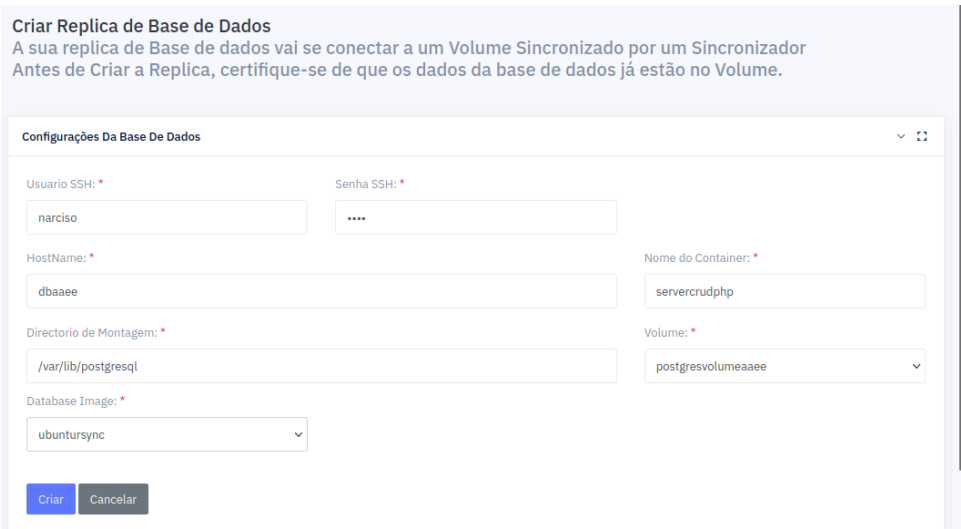 Criar Replica de Base de Dados
A sua replica de Base de dados vai se conectar a um Volume Sincronizado por um Sincronizador
Antes de Criar a Replica, certifique-se de que os dados da base de dados já estão no Volume.
Configurações Da Base De Dados
Usuario SSH: *
Senha SSH: *
narciso
••••
HostName: *
Nome do Container: *
dbaaee
servercrudphp
Directorio de Montagem: *
Volume: *
/var/lib/postgresql
postgresvolumeaaee
Database Image: *
ubuntursync
Criar
Cancelar